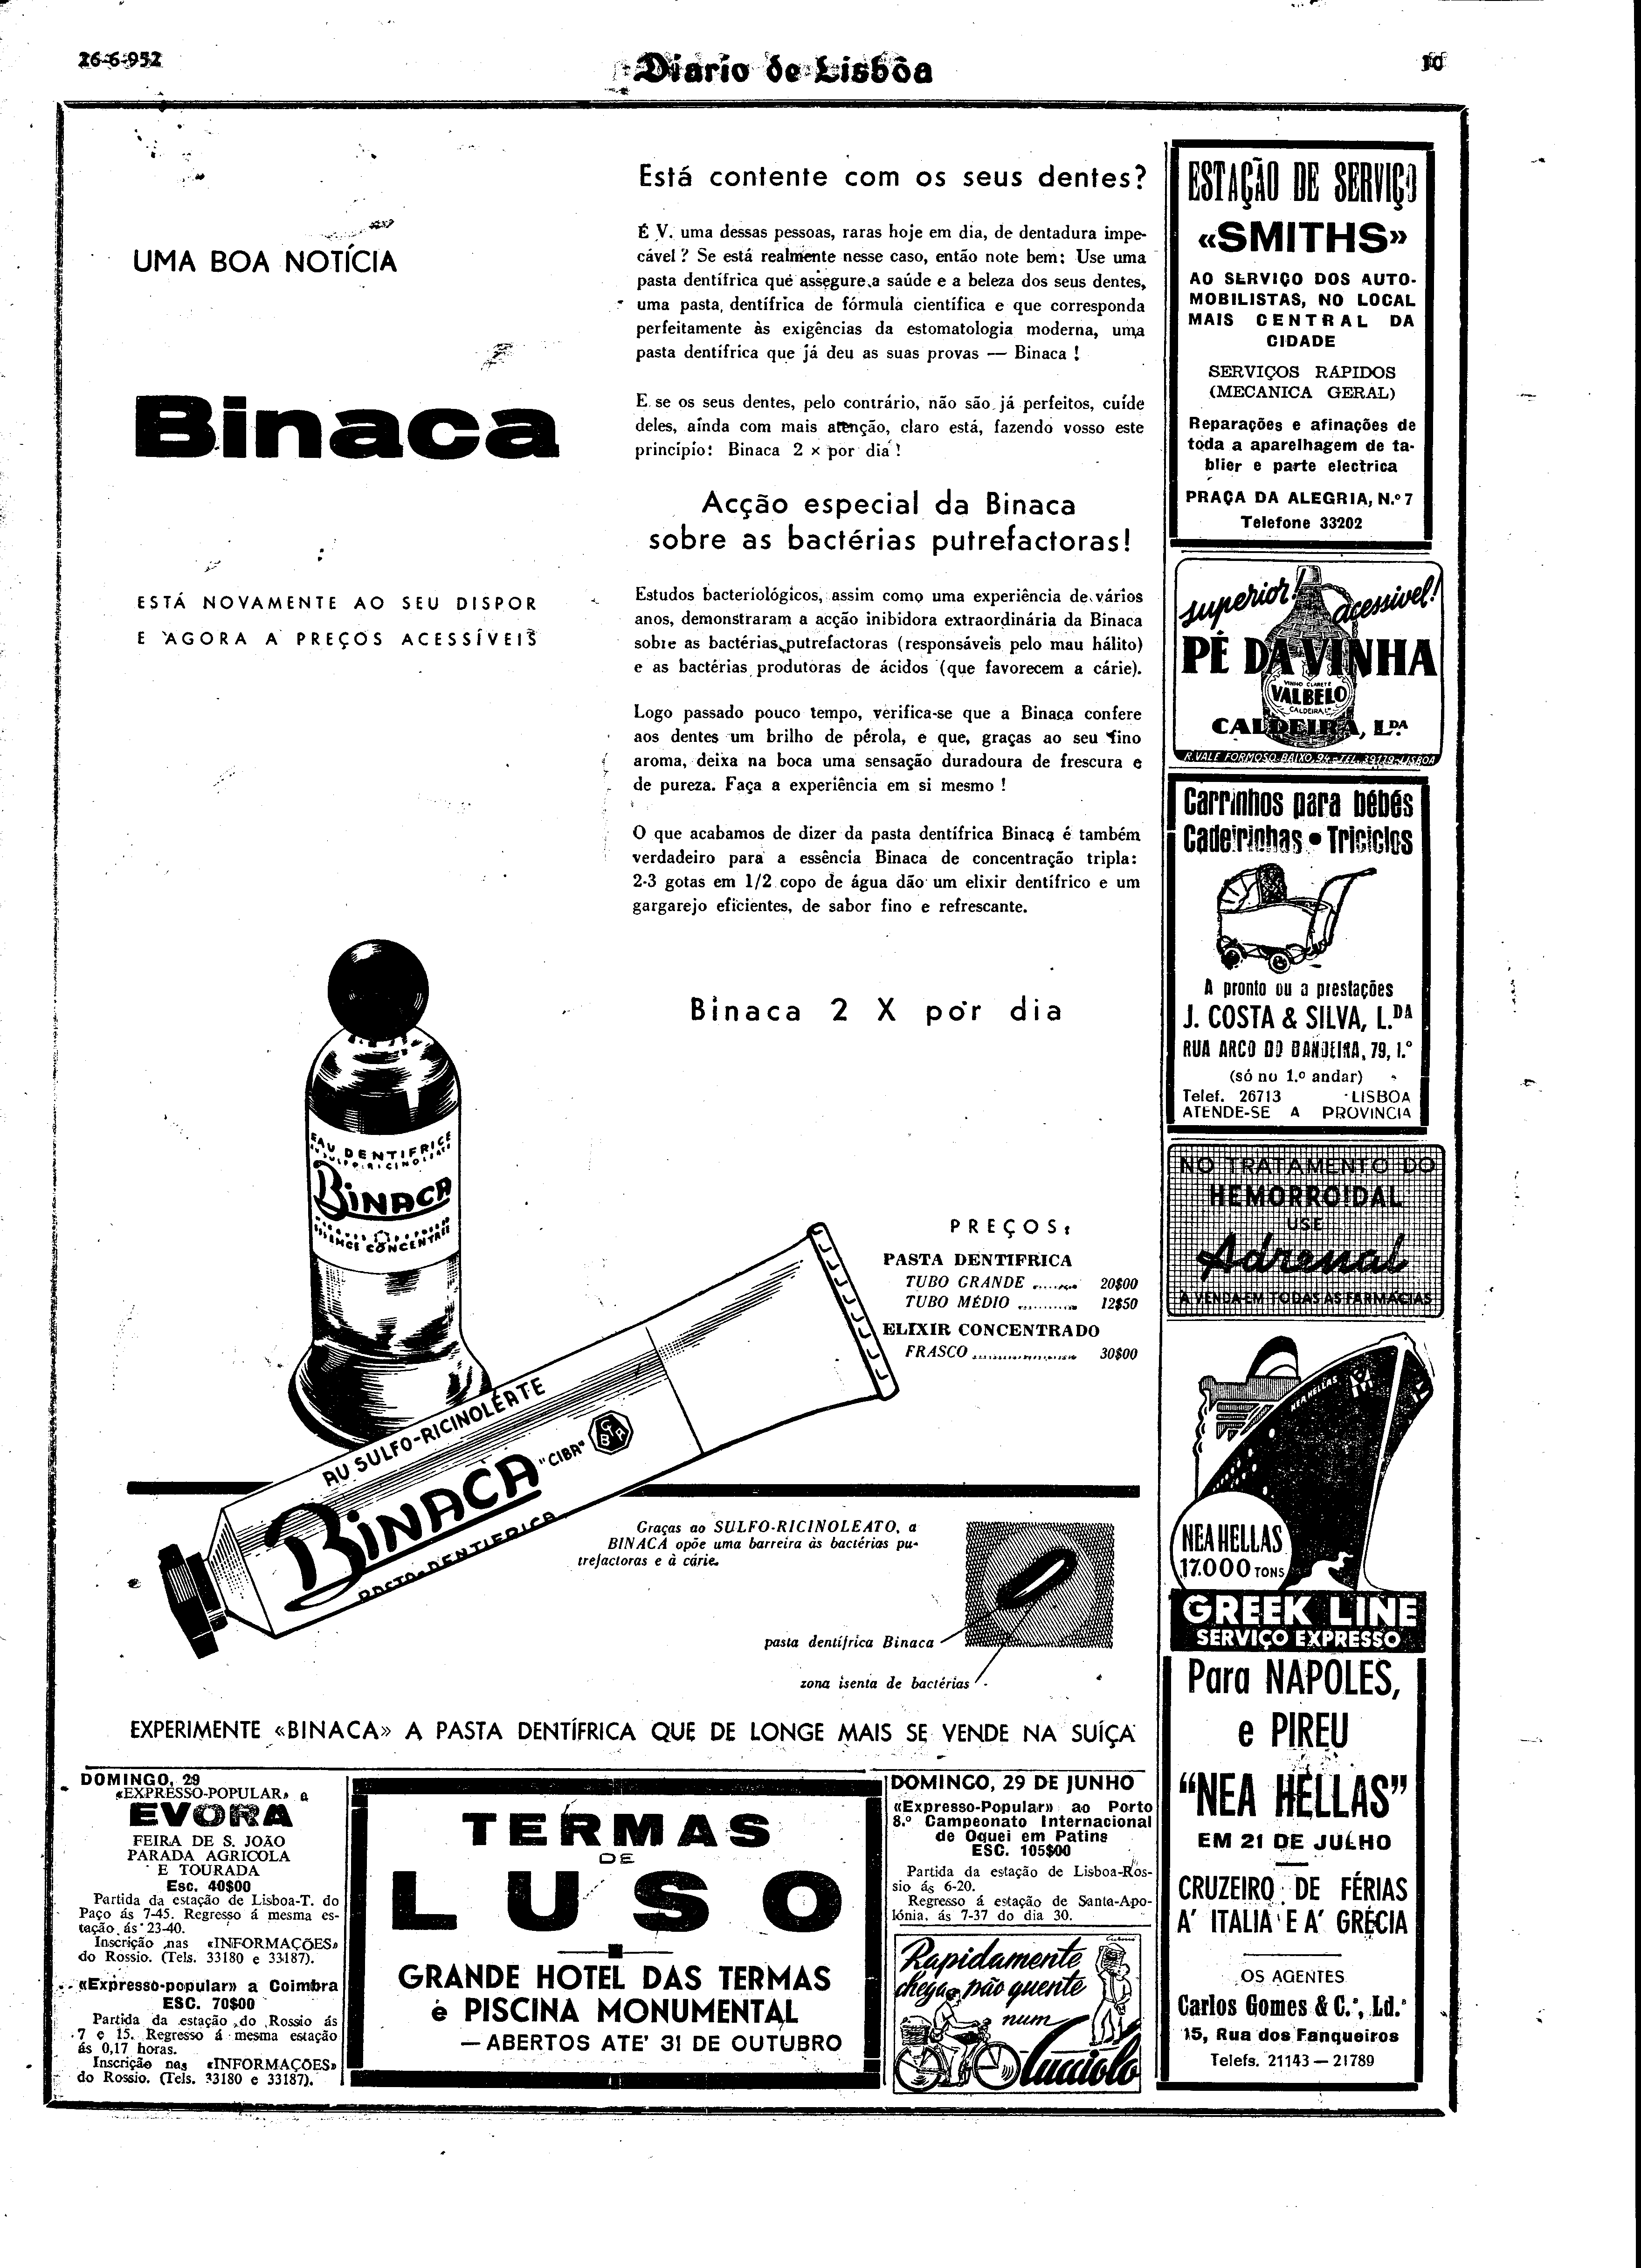 26-6-952
Diario de Lisbôa
10
UMA BOA NOTÍCIA
Binaca
ESTÁ NOVAMENTE AO SEU DISPOR
E AGORA A PREÇOS ACESSÍVEIS
Está contente com os seus dentes?
É V. uma dessas pessoas, raras hoje em dia, de dentadura impe-
cável ? Se está realmente nesse caso, então note bem: Use uma
pasta dentífrica que assegure a saúde e a beleza dos seus dentes,
uma pasta dentífrica de fórmula científica e que corresponda
perfeitamente às exigências da estomatologia moderna, uma
pasta dentífrica que já deu as suas provas — Binaca !
E se os seus dentes, pelo contrário, não são já perfeitos, cuíde
deles, aínda com mais atenção, claro está, fazendo vosso este
princípio: Binaca 2 × por dia !
Acção especial da Binaca
sobre as bactérias putrefactoras!
Estudos bacteriológicos, assim como uma experiência de vários
anos, demonstraram a acção inibidora extraordinária da Binaca
sobre as bactérias putrefactoras (responsáveis pelo mau hálito)
e as bactérias produtoras de ácidos (que favorecem a cárie).
Logo passado pouco tempo, verifica-se que a Binaca confere
aos dentes um brilho de pérola, e que, graças ao seu fino
aroma, deixa na boca uma sensação duradoura de frescura e
de pureza. Faça a experiência em si mesmo !
O que acabamos de dizer da pasta dentífrica Binaca é também
verdadeiro para a essência Binaca de concentração tripla:
2-3 gotas em 1/2 copo de água dão um elixir dentífrico e um
gargarejo eficientes, de sabor fino e refrescante.
Binaca 2 X por dia
EAU DENTIFRICE
AU SULFO-RICINOLEATE
BINACA
ESSENCE CONCENTRÉE
PREÇOS:
PASTA DENTIFRICA
TUBO GRANDE ........ 20$00
TUBO MÉDIO ........... 12$50
ELIXIR CONCENTRADO
FRASCO ................... 30$00
AU SULFO-RICINOLÉATE
BINACA "CIBA"
CIBA
PASTA-DENTIFRICA
Graças ao SULFO-RICINOLEATO, a
BINACA opõe uma barreira às bactérias pu-
trefactoras e à cárie.
pasta dentífrica Binaca
zona isenta de bactérias
EXPERIMENTE «BINACA» A PASTA DENTÍFRICA QUE DE LONGE MAIS SE VENDE NA SUÍÇA
DOMINGO, 29
«EXPRESSO-POPULAR» a
EVORA
FEIRA DE S. JOÃO
PARADA AGRICOLA
E TOURADA
Esc. 40$00
Partida da estação de Lisboa-T. do
Paço ás 7-45. Regresso á mesma es-
tação ás 23-40.
Inscrição nas «INFORMAÇÕES»
do Rossio. (Tels. 33180 e 33187).
«Expresso-popular» a Coimbra
ESC. 70$00
Partida da estação do Rossio ás
7 e 15. Regresso á mesma estação
ás 0,17 horas.
Inscrição nas «INFORMAÇÕES»
do Rossio. (Tels. 33180 e 33187).
TERMAS
DE
LUSO
GRANDE HOTEL DAS TERMAS
e PISCINA MONUMENTAL
— ABERTOS ATE' 31 DE OUTUBRO
DOMINGO, 29 DE JUNHO
«Expresso-Popular» ao Porto
8.º Campeonato Internacional
de Oquei em Patins
ESC. 105$00
Partida da estação de Lisboa-Ros-
sio ás 6-20.
Regresso á estação de Santa-Apo-
lónia, ás 7-37 do dia 30.
Rapidamente
chega pão quente
num
Cucciolo
ESTAÇÃO DE SERVIÇO
«SMITHS»
AO SERVIÇO DOS AUTO-
MOBILISTAS, NO LOCAL
MAIS CENTRAL DA
CIDADE
SERVIÇOS RAPIDOS
(MECANICA GERAL)
Reparações e afinações de
toda a aparelhagem de ta-
blier e parte electrica
PRAÇA DA ALEGRIA, N.º 7
Telefone 33202
superior! acessivel!
PÉ DA VINHA
VINHO CLARETE
VALBELO
CALDEIRA L.DA
CALDEIRA, L.DA
R. VALE FORMOSO BAIXO, 94-TEL. 39179-LISBOA
Carrinhos para bébés
Cadeirinhas • Triciclos
A pronto ou a prestações
J. COSTA & SILVA, L.DA
RUA ARCO DO BANDEIRA, 79, 1.º
(só no 1.º andar)
Telef. 26713 LISBOA
ATENDE-SE A PROVINCIA
NO TRATAMENTO DO
HEMORROIDAL
USE
Adrenal
À VENDA EM TODAS AS FARMACIAS
NEA HELLAS
NEA HELLAS
17.000 TONS
GREEK LINE
SERVIÇO EXPRESSO
Para NAPOLES,
e PIREU
“NEA HELLAS”
EM 21 DE JULHO
CRUZEIRO DE FÉRIAS
A' ITALIA E A' GRÉCIA
OS AGENTES
Carlos Gomes & C.ª, Ld.ª
15, Rua dos Fanqueiros
Telefs. 21143 — 21789